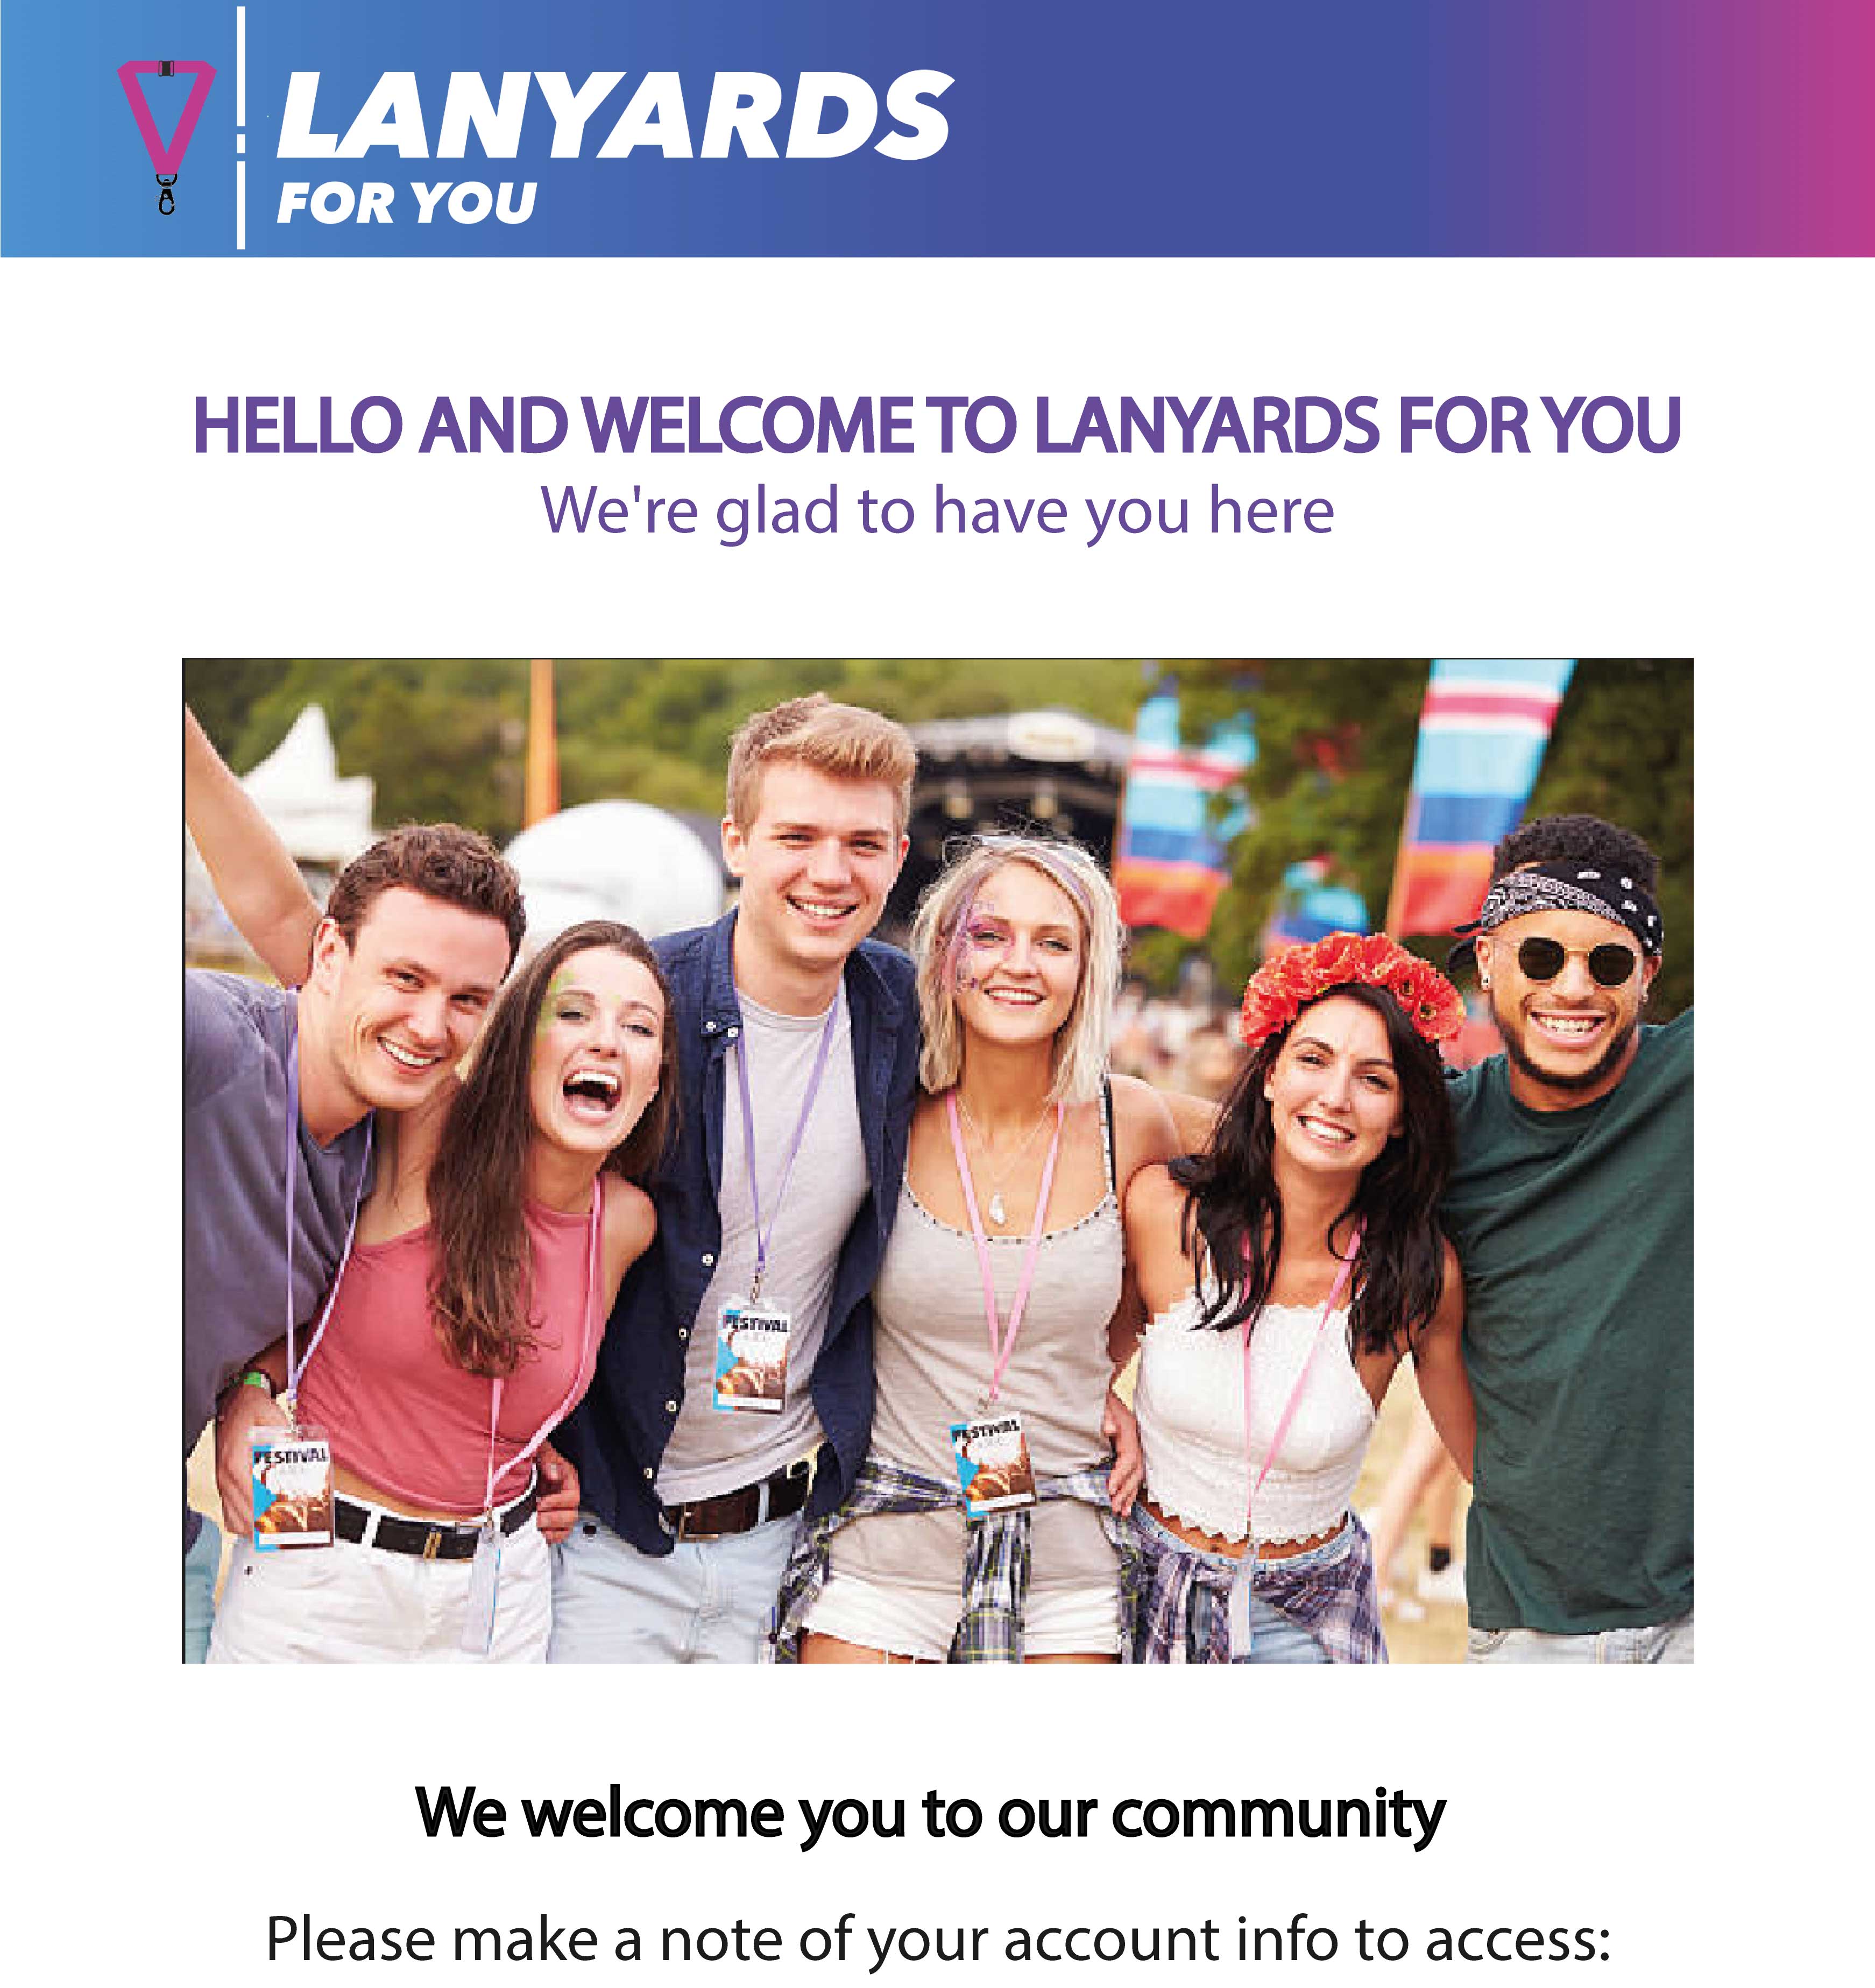 LANYARDS
FOR YOU
HELLO AND WELCOME TO LANYARDS FOR YOU
We're glad to have you here
FESTIVAL
FESTIVAL
FESTIVAL
We welcome you to our community
Please make a note of your account info to access: